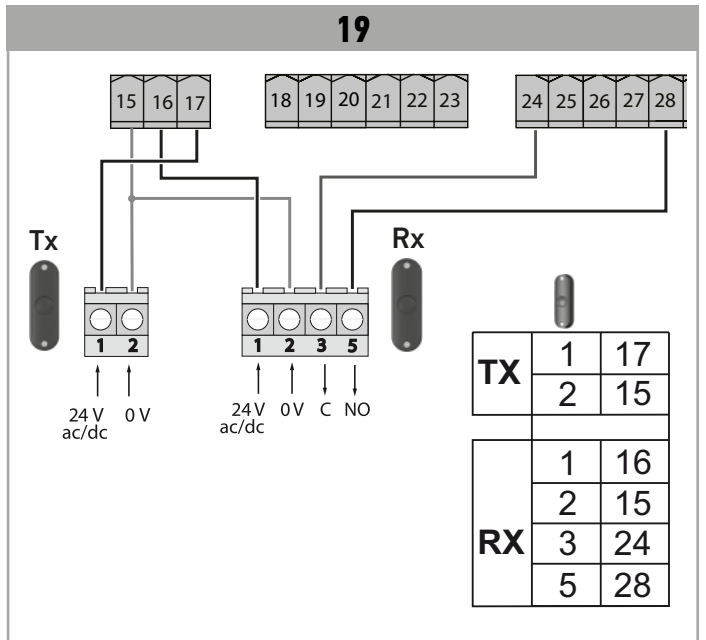 19
15 16 17 18 19 20 21 22 23 24 25 26 27 28
Tx Rx
1 2 1 2 3 5
24 V 0 V 24 V 0 V C NO
ac/dc ac/dc
TX 1 17
2 15
RX 1 16
2 15
3 24
5 28